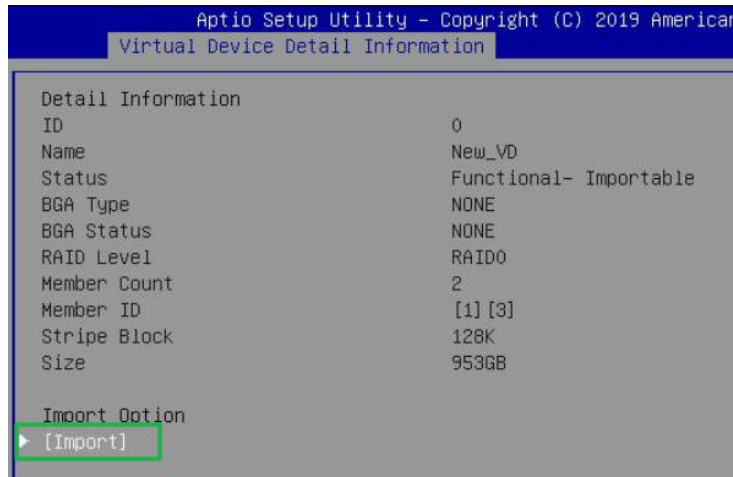 Aptio Setup Utility – Copyright (C) 2019 American
Virtual Device Detail Information
Detail Information
ID 0
Name New_VD
Status Functional- Importable
BGA Type NONE
BGA Status NONE
RAID Level RAID0
Member Count 2
Member ID [1][3]
Stripe Block 128K
Size 953GB
Import Option
[Import]